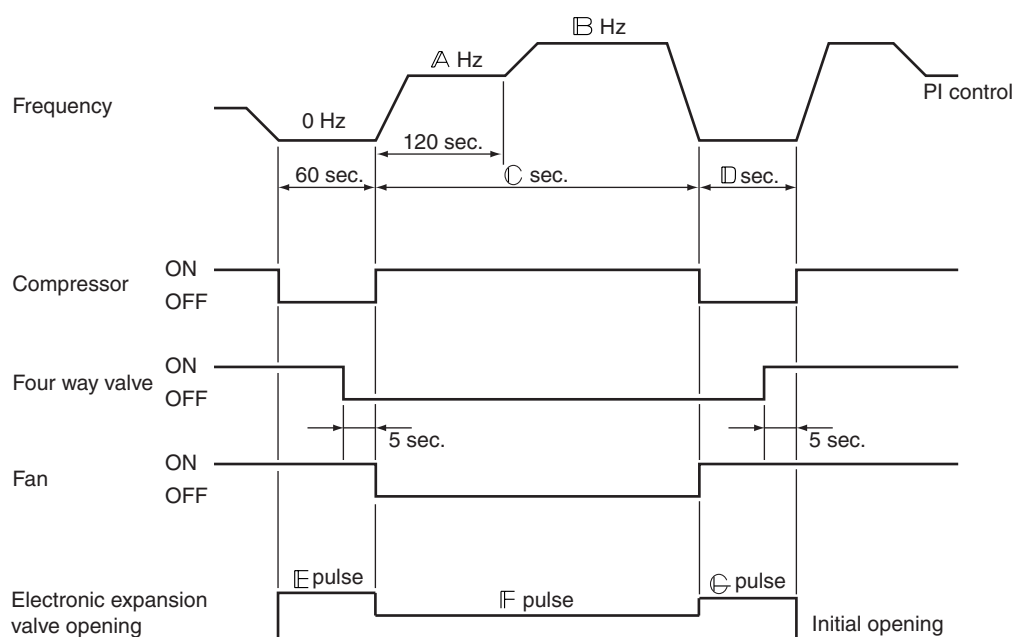 𝔹 Hz
𝔸 Hz
PI control
Frequency
0 Hz
120 sec.
60 sec.
ℂ sec.
𝔻 sec.
Compressor
ON
OFF
Four way valve
ON
OFF
5 sec.
5 sec.
Fan
ON
OFF
𝔼 pulse
𝔽 pulse
𝔾 pulse
Electronic expansion
valve opening
Initial opening